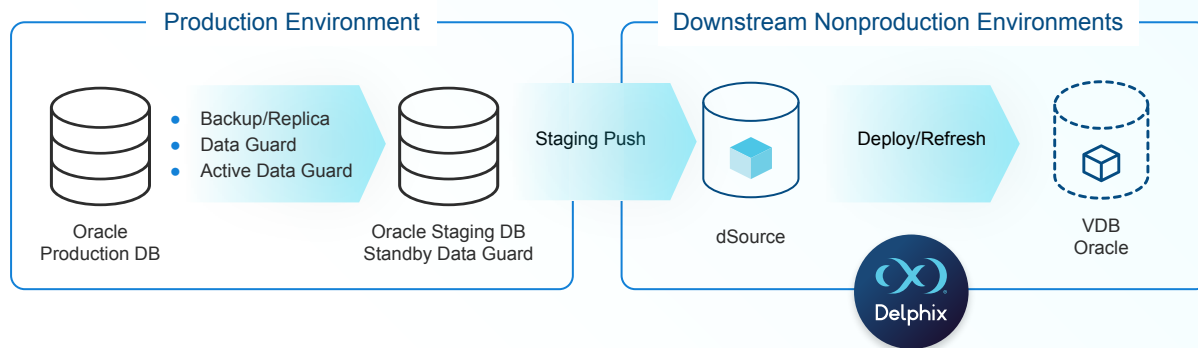 Production Environment
Downstream Nonproduction Environments
Backup/Replica
Data Guard
Active Data Guard
Staging Push
Deploy/Refresh
Oracle
Production DB
Oracle Staging DB
Standby Data Guard
dSource
VDB
Oracle
Delphix